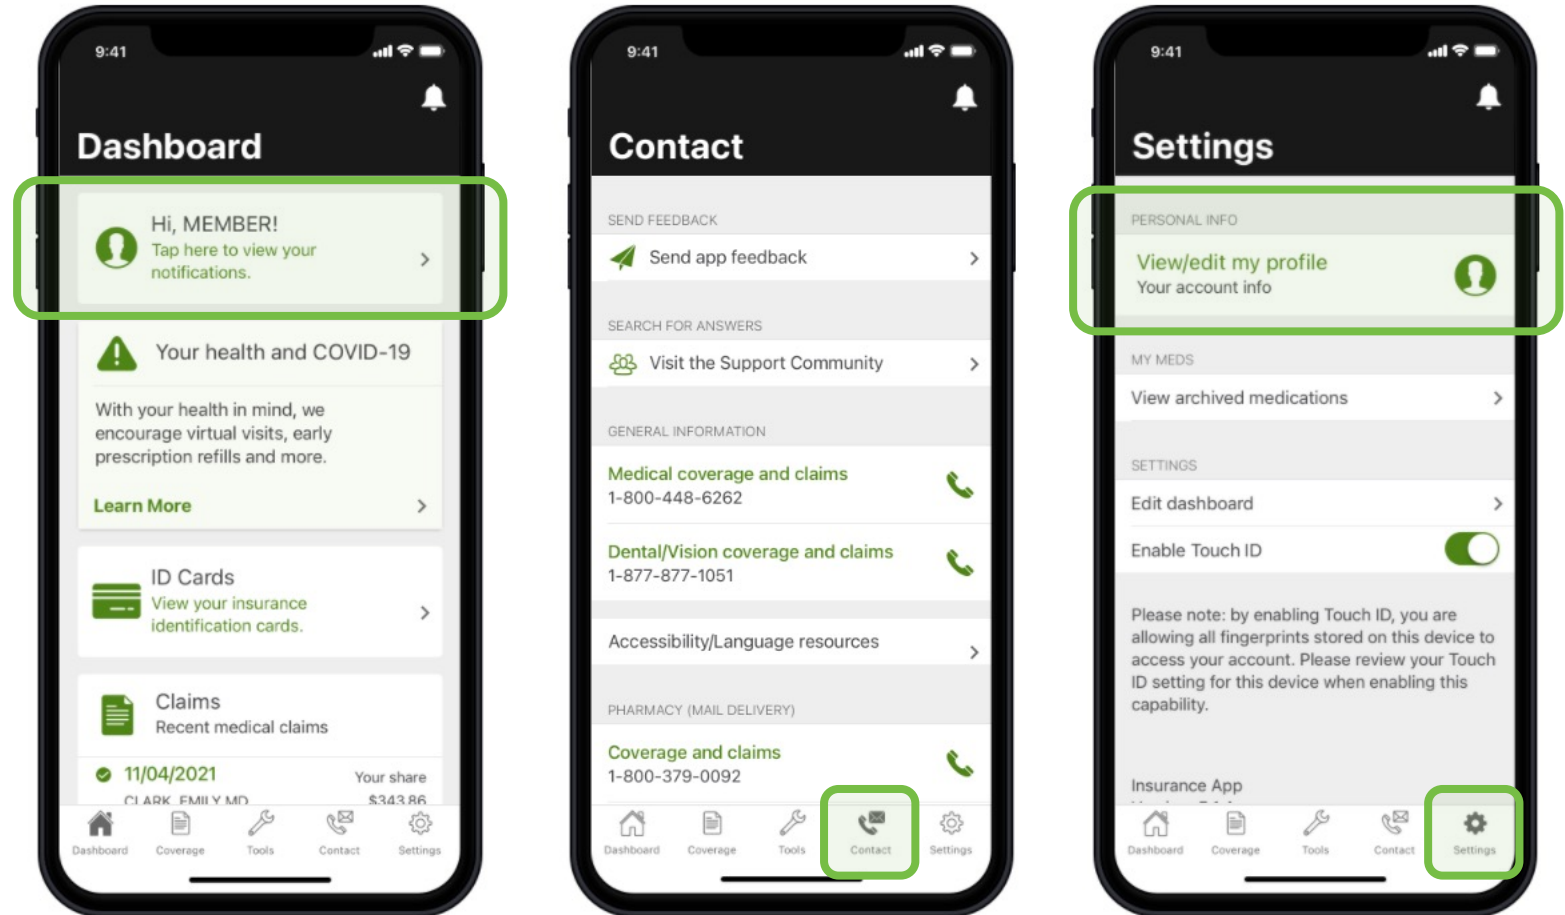 9:41
Dashboard
Hi, MEMBER!
Tap here to view your
notifications.
Your health and COVID-19
With your health in mind, we
encourage virtual visits, early
prescription refills and more.
Learn More
ID Cards
View your insurance
identification cards.
Claims
Recent medical claims
11/04/2021 Your share
CLARK, EMILY MD $343.86
Dashboard Coverage Tools Contact Settings
9:41
Contact
SEND FEEDBACK
Send app feedback
SEARCH FOR ANSWERS
Visit the Support Community
GENERAL INFORMATION
Medical coverage and claims
1-800-448-6262
Dental/Vision coverage and claims
1-877-877-1051
Accessibility/Language resources
PHARMACY (MAIL DELIVERY)
Coverage and claims
1-800-379-0092
Dashboard Coverage Tools Contact Settings
9:41
Settings
PERSONAL INFO
View/edit my profile
Your account info
MY MEDS
View archived medications
SETTINGS
Edit dashboard
Enable Touch ID
Please note: by enabling Touch ID, you are
allowing all fingerprints stored on this device to
access your account. Please review your Touch
ID setting for this device when enabling this
capability.
Insurance App
Dashboard Coverage Tools Contact Settings